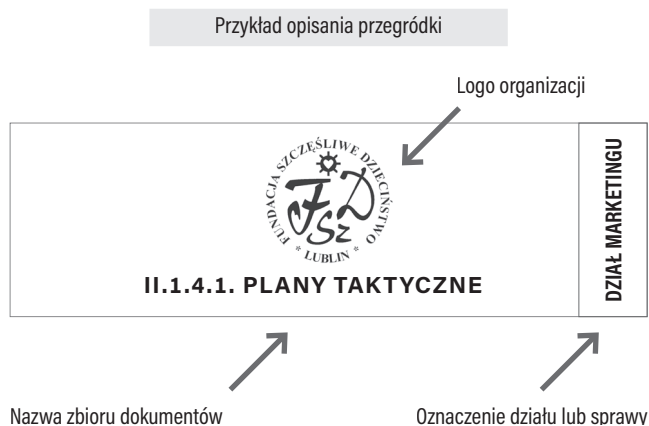 Przykład opisania przegródki
Logo organizacji
FUNDACJA SZCZĘŚLIWE DZIECIŃSTWO
FSzD
* LUBLIN *
II.1.4.1. PLANY TAKTYCZNE
DZIAŁ MARKETINGU
Nazwa zbioru dokumentów
Oznaczenie działu lub sprawy